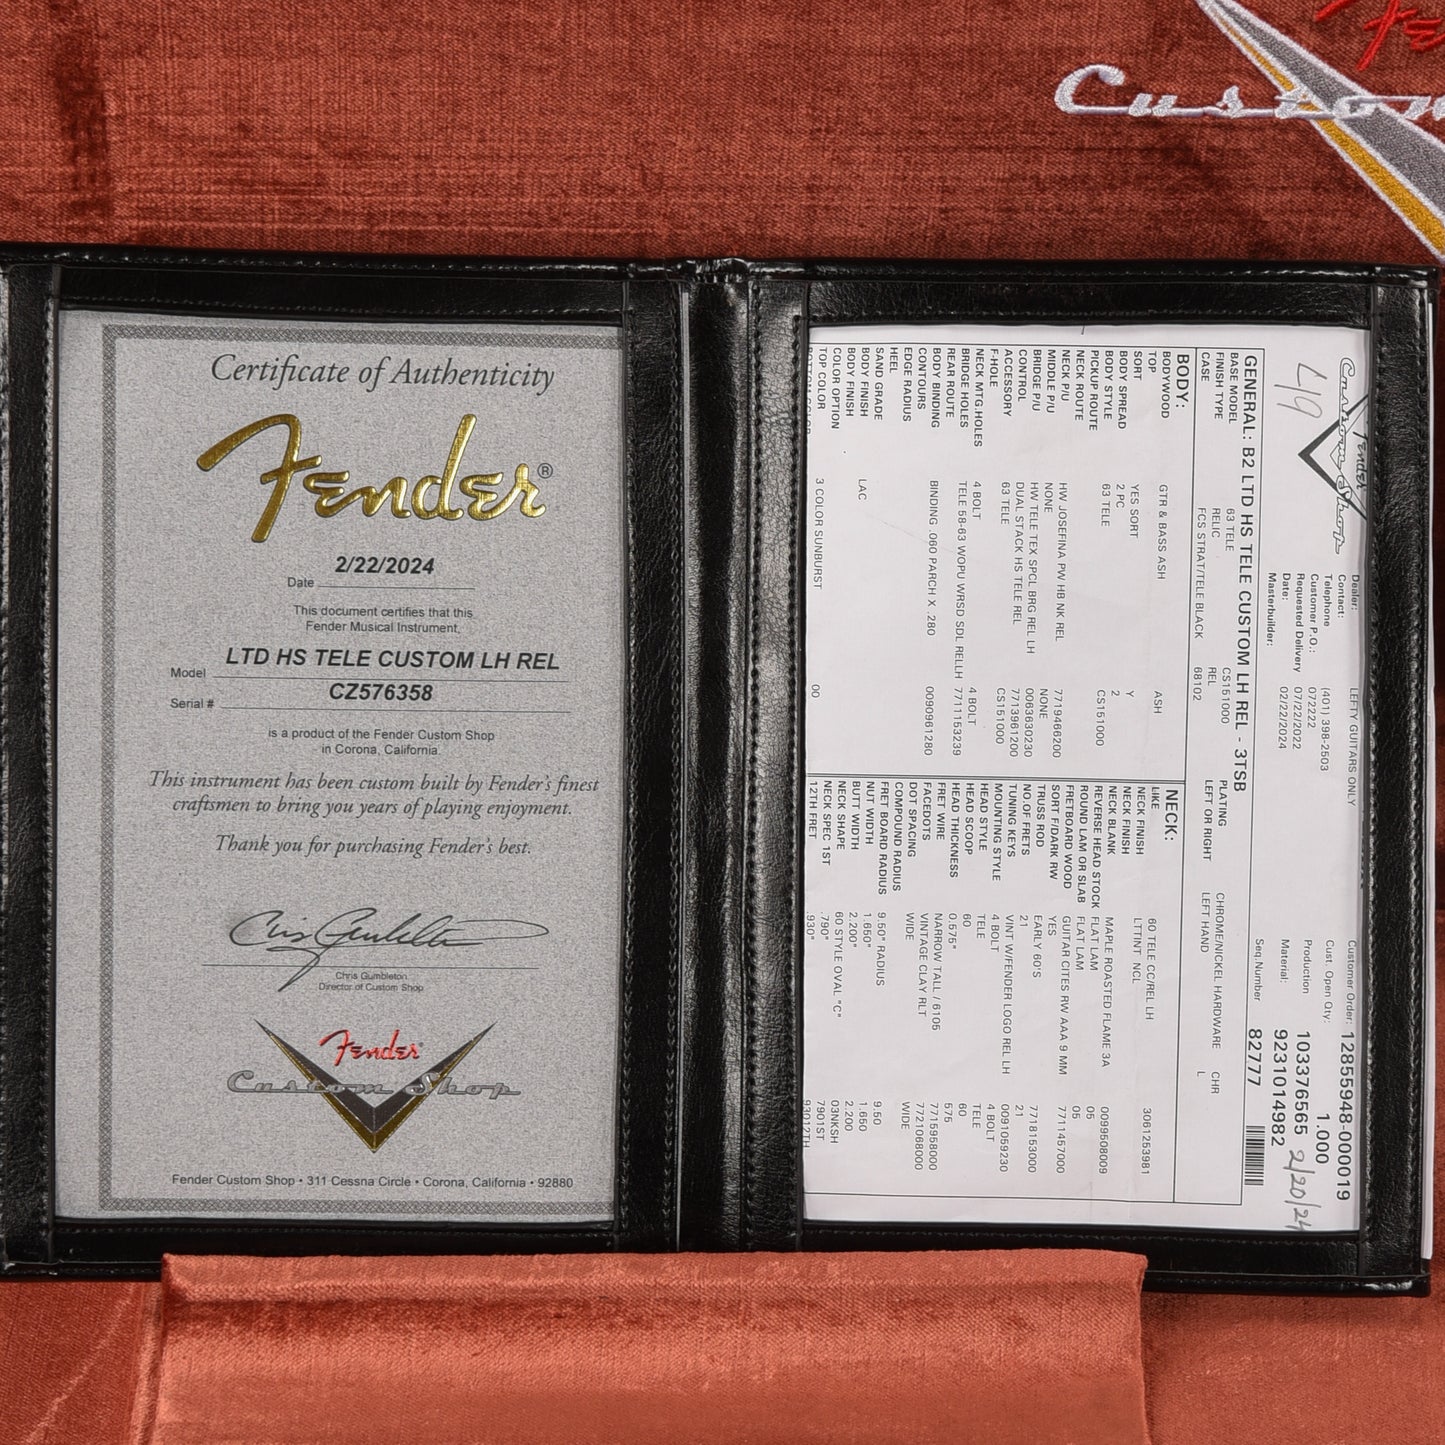 Fe
Custom
Certificate of Authenticity
Fender®
2/22/2024
Date
This document certifies that this
Fender Musical Instrument,
Model LTD HS TELE CUSTOM LH REL
Serial # CZ576358
is a product of the Fender Custom Shop
in Corona, California.
This instrument has been custom built by Fender's finest
craftsmen to bring you years of playing enjoyment.
Thank you for purchasing Fender's best.
Chris Gumbleton
Director of Custom Shop
Fender
Custom Shop
Fender Custom Shop • 311 Cessna Circle • Corona, California • 92880
Fender
Custom Shop
Dealer: LEFTY GUITARS ONLY
Contact:
Telephone (401) 398-2503
Customer P.O.: 072222
Requested Delivery 07/22/2022
Date: 02/22/2024
Masterbuilder:
Customer Order: 12855948-000019
Cust. Open Qty: 1.000
Production 103376565 2/20/24
Material: 9231014982
Seq.Number 82777
GENERAL: B2 LTD HS TELE CUSTOM LH REL - 3TSB
BASE MODEL 63 TELE CS151000
FINISH TYPE RELIC REL
CASE FCS STRAT/TELE BLACK 68102
PLATING CHROME/NICKEL HARDWARE CHR
LEFT OR RIGHT LEFT HAND L
BODY:
BODYWOOD GTR & BASS ASH ASH
TOP
SORT YES SORT Y
BODY SPREAD 2 PC 2
BODY STYLE 63 TELE CS151000
PICKUP ROUTE
NECK ROUTE
NECK P/U HW JOSEFINA PW HB NK REL 7719466200
MIDDLE P/U NONE NONE
BRIDGE P/U HW TELE TEX SPCL BRG REL LH 0063630230
CONTROL DUAL STACK HS TELE REL 7713961200
ACCESSORY 63 TELE CS151000
F-HOLE
NECK MTG.HOLES 4 BOLT 4 BOLT
BRIDGE HOLES TELE 58-63 WOPU WRSD SDL RELLH 7711153239
REAR ROUTE
BODY BINDING BINDING .060 PARCH X .280 0090961280
CONTOURS
EDGE RADIUS
HEEL
SAND GRADE
BODY FINISH LAC
BODY FINISH
COLOR OPTION
TOP COLOR 3 COLOR SUNBURST 00
BOTTOM COLOR
NECK:
LIKE 60 TELE CC/REL LH 3061253981
NECK FINISH LTTINT NCL
NECK FINISH
NECK BLANK MAPLE ROASTED FLAME 3A 0099508009
REVERSE HEAD STOCK FLAT LAM 05
ROUND LAM OR SLAB FLAT LAM 05
FRETBOARD WOOD GUITAR CITES RW AAA 9 MM 7711457000
SORT F/DARK RW YES
TRUSS ROD EARLY 60'S 7718153000
NO.OF FRETS 21 21
TUNING KEYS VINT W/FENDER LOGO REL LH 0091059230
MOUNTING STYLE 4 BOLT 4 BOLT
HEAD STYLE TELE TELE
HEAD SCOOP 60 60
HEAD THICKNESS 0.575" 575
FRET WIRE NARROW TALL / 6105 7715958000
FACEDOTS VINTAGE CLAY RLT 7721068000
DOT SPACING WIDE WIDE
COMPOUND RADIUS
FRET BOARD RADIUS 9.50" RADIUS 9.50
NUT WIDTH 1.650" 1.650
BUTT WIDTH 2.200" 2.200
NECK SHAPE 60 STYLE OVAL "C" 03NKSH
NECK SPEC 1ST .790" 7901ST
12TH FRET .930" 93012TH